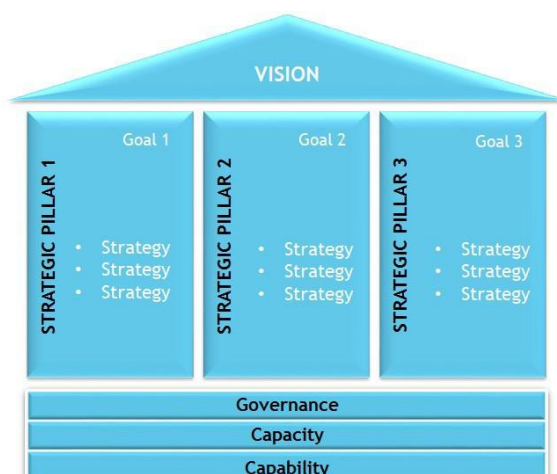 VISION
STRATEGIC PILLAR 1
Goal 1
• Strategy
• Strategy
• Strategy
STRATEGIC PILLAR 2
Goal 2
• Strategy
• Strategy
• Strategy
STRATEGIC PILLAR 3
Goal 3
• Strategy
• Strategy
• Strategy
Governance
Capacity
Capability